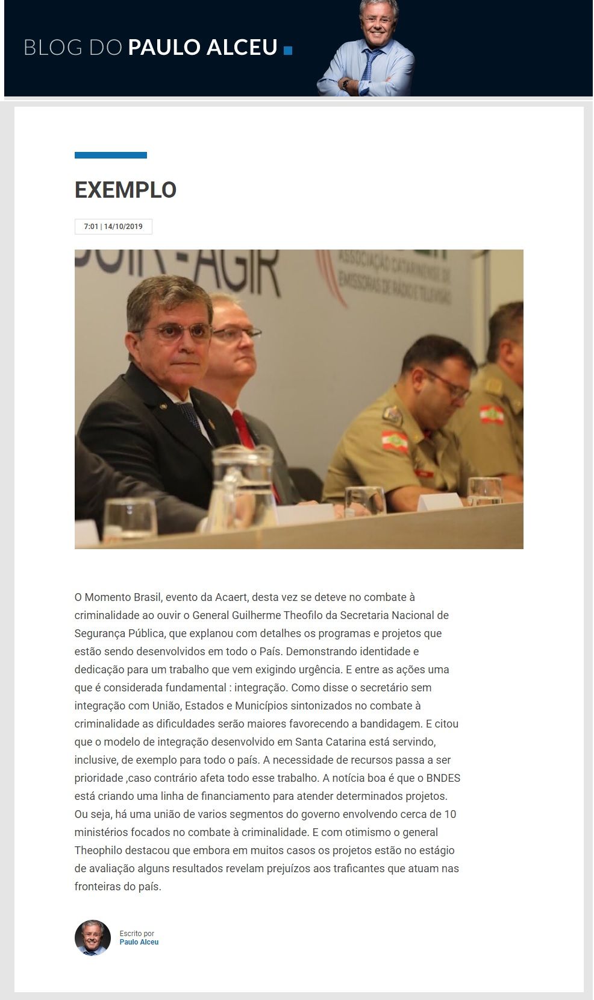 BLOG DO PAULO ALCEU
EXEMPLO
7:01 | 14/10/2019
AGIR
ASSOCIAÇÃO CATARINENSE DE
EMISSORAS DE RÁDIO E TELEVISÃO
O Momento Brasil, evento da Acaert, desta vez se deteve no combate à
criminalidade ao ouvir o General Guilherme Theofilo da Secretaria Nacional de
Segurança Pública, que explanou com detalhes os programas e projetos que
estão sendo desenvolvidos em todo o País. Demonstrando identidade e
dedicação para um trabalho que vem exigindo urgência. E entre as ações uma
que é considerada fundamental : integração. Como disse o secretário sem
integração com União, Estados e Municípios sintonizados no combate à
criminalidade as dificuldades serão maiores favorecendo a bandidagem. E citou
que o modelo de integração desenvolvido em Santa Catarina está servindo,
inclusive, de exemplo para todo o país. A necessidade de recursos passa a ser
prioridade ,caso contrário afeta todo esse trabalho. A notícia boa é que o BNDES
está criando uma linha de financiamento para atender determinados projetos.
Ou seja, há uma união de varios segmentos do governo envolvendo cerca de 10
ministérios focados no combate à criminalidade. E com otimismo o general
Theophilo destacou que embora em muitos casos os projetos estão no estágio
de avaliação alguns resultados revelam prejuízos aos traficantes que atuam nas
fronteiras do país.
Escrito por
Paulo Alceu